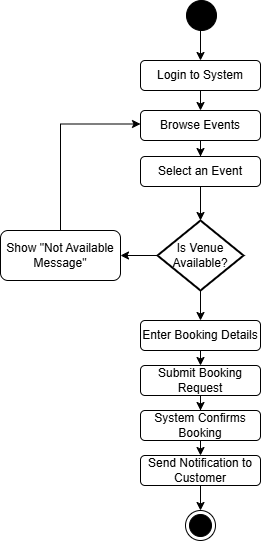 Login to System
Browse Events
Select an Event
Is Venue
Available?
Show "Not Available
Message"
Enter Booking Details
Submit Booking
Request
System Confirms
Booking
Send Notification to
Customer